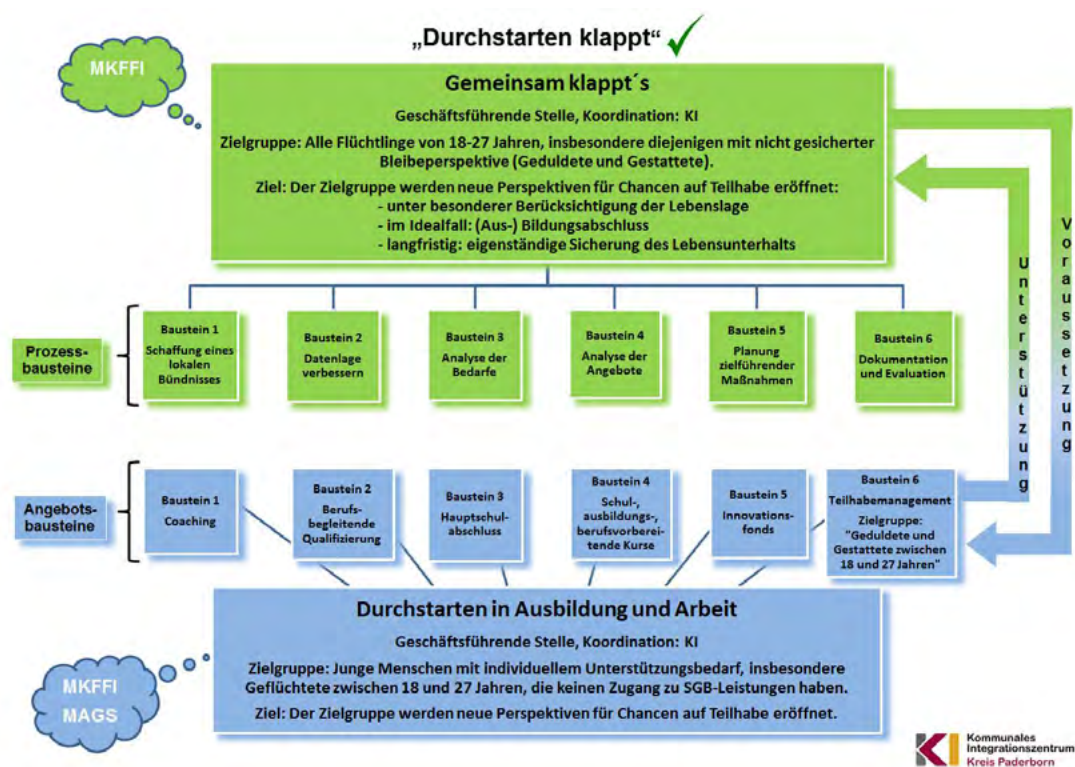 „Durchstarten klappt“
MKFFI
Gemeinsam klappt´s
Geschäftsführende Stelle, Koordination: KI
Zielgruppe: Alle Flüchtlinge von 18-27 Jahren, insbesondere diejenigen mit nicht gesicherter
Bleibeperspektive (Geduldete und Gestattete).
Ziel: Der Zielgruppe werden neue Perspektiven für Chancen auf Teilhabe eröffnet:
- unter besonderer Berücksichtigung der Lebenslage
- im Idealfall: (Aus-) Bildungsabschluss
- langfristig: eigenständige Sicherung des Lebensunterhalts
Unterstützung
Voraussetzung
Prozess-
bausteine
Baustein 1
Schaffung eines
lokalen
Bündnisses
Baustein 2
Datenlage
verbessern
Baustein 3
Analyse der
Bedarfe
Baustein 4
Analyse der
Angebote
Baustein 5
Planung
zielführender
Maßnahmen
Baustein 6
Dokumentation
und Evaluation
Angebots-
bausteine
Baustein 1
Coaching
Baustein 2
Berufs-
begleitende
Qualifizierung
Baustein 3
Hauptschul-
abschluss
Baustein 4
Schul-,
ausbildungs-,
berufsvorberei-
tende Kurse
Baustein 5
Innovations-
fonds
Baustein 6
Teilhabemanagement
Zielgruppe:
"Geduldete und
Gestattete zwischen
18 und 27 Jahren"
Durchstarten in Ausbildung und Arbeit
Geschäftsführende Stelle, Koordination: KI
Zielgruppe: Junge Menschen mit individuellem Unterstützungsbedarf, insbesondere
Geflüchtete zwischen 18 und 27 Jahren, die keinen Zugang zu SGB-Leistungen haben.
Ziel: Der Zielgruppe werden neue Perspektiven für Chancen auf Teilhabe eröffnet.
MKFFI
MAGS
KI
Kommunales
Integrationszentrum
Kreis Paderborn